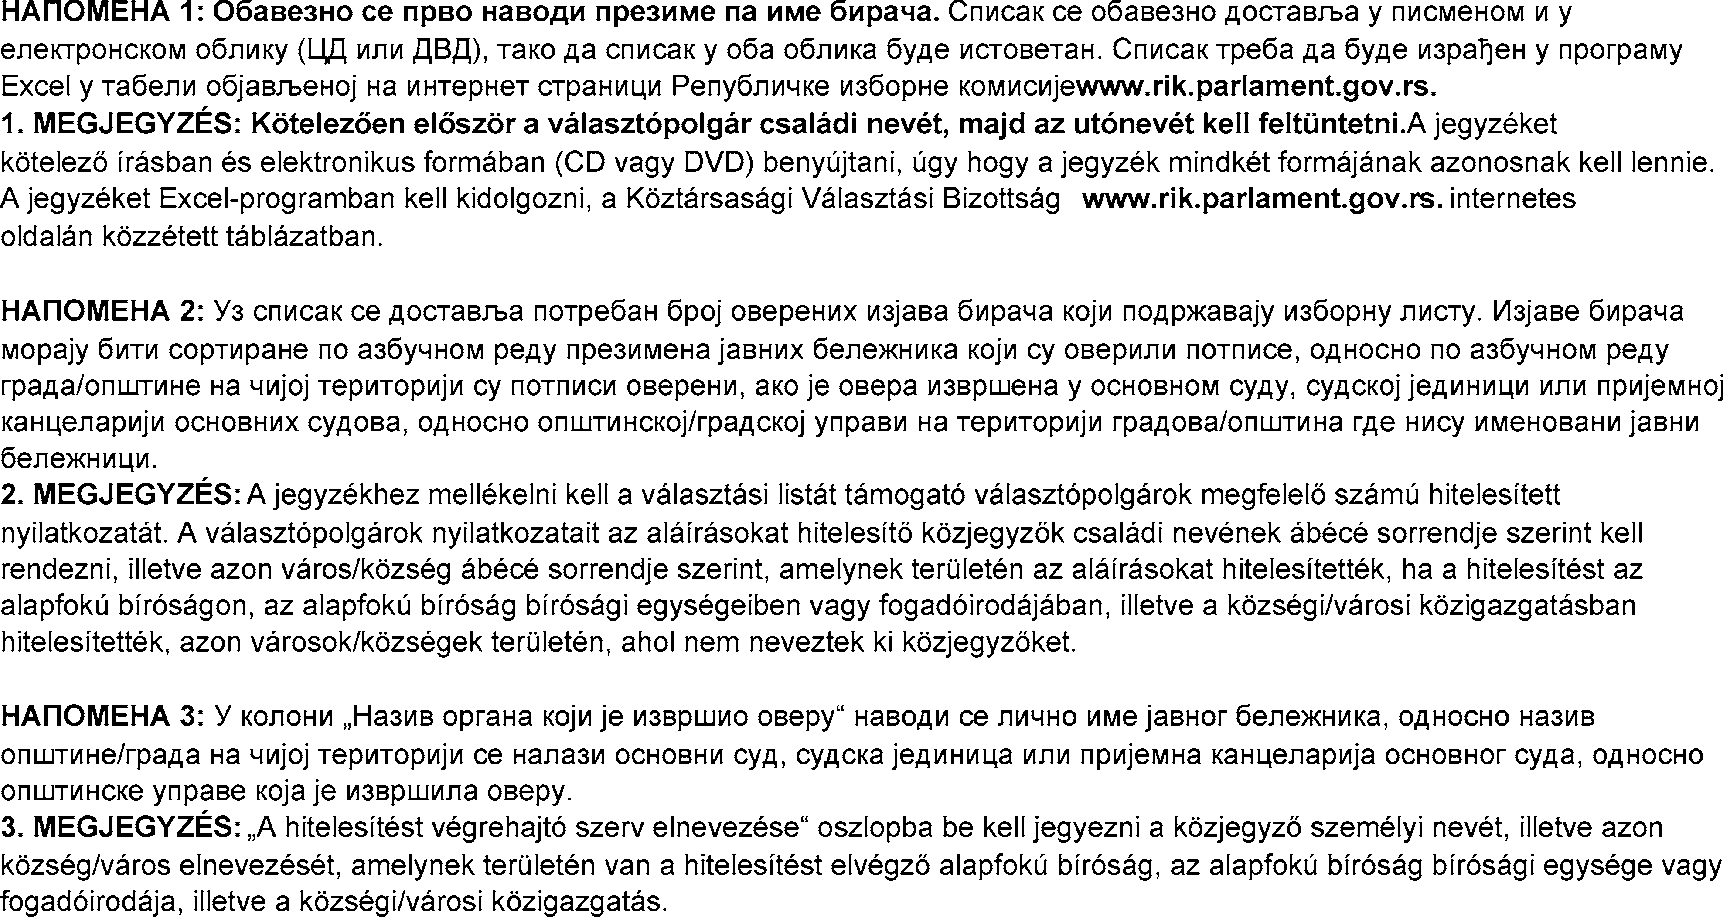 НАПОМЕНА 1: Обавезно се прво наводи презиме па име бирача. Списак се обавезно доставља у писменом и у
електронском облику (ЦД или ДВД), тако да списак у оба облика буде истоветан. Списак треба да буде израђен у програму
Excel у табели објављеној на интернет страници Републичке изборне комисијеwww.rik.parlament.gov.rs.
1. MEGJEGYZÉS: Kötelezően először a választópolgár családi nevét, majd az utónevét kell feltüntetni.A jegyzéket
kötelező írásban és elektronikus formában (CD vagy DVD) benyújtani, úgy hogy a jegyzék mindkét formájának azonosnak kell lennie.
A jegyzéket Excel-programban kell kidolgozni, a Köztársasági Választási Bizottság www.rik.parlament.gov.rs. internetes
oldalán közzétett táblázatban.
НАПОМЕНА 2: Уз списак се доставља потребан број оверених изјава бирача који подржавају изборну листу. Изјаве бирача
морају бити сортиране по азбучном реду презимена јавних бележника који су оверили потписе, односно по азбучном реду
града/општине на чијој територији су потписи оверени, ако је овера извршена у основном суду, судској јединици или пријемној
канцеларији основних судова, односно општинској/градској управи на територији градова/општина где нису именовани јавни
бележници.
2. MEGJEGYZÉS: A jegyzékhez mellékelni kell a választási listát támogató választópolgárok megfelelő számú hitelesített
nyilatkozatát. A választópolgárok nyilatkozatait az aláírásokat hitelesítő közjegyzők családi nevének ábécé sorrendje szerint kell
rendezni, illetve azon város/község ábécé sorrendje szerint, amelynek területén az aláírásokat hitelesítették, ha a hitelesítést az
alapfokú bíróságon, az alapfokú bíróság bírósági egységeiben vagy fogadóirodájában, illetve a községi/városi közigazgatásban
hitelesítették, azon városok/községek területén, ahol nem neveztek ki közjegyzőket.
НАПОМЕНА 3: У колони „Назив органа који је извршио оверу“ наводи се лично име јавног бележника, односно назив
општине/града на чијој територији се налази основни суд, судска јединица или пријемна канцеларија основног суда, односно
општинске управе која је извршила оверу.
3. MEGJEGYZÉS: „A hitelesítést végrehajtó szerv elnevezése“ oszlopba be kell jegyezni a közjegyző személyi nevét, illetve azon
község/város elnevezését, amelynek területén van a hitelesítést elvégző alapfokú bíróság, az alapfokú bíróság bírósági egysége vagy
fogadóirodája, illetve a községi/városi közigazgatás.